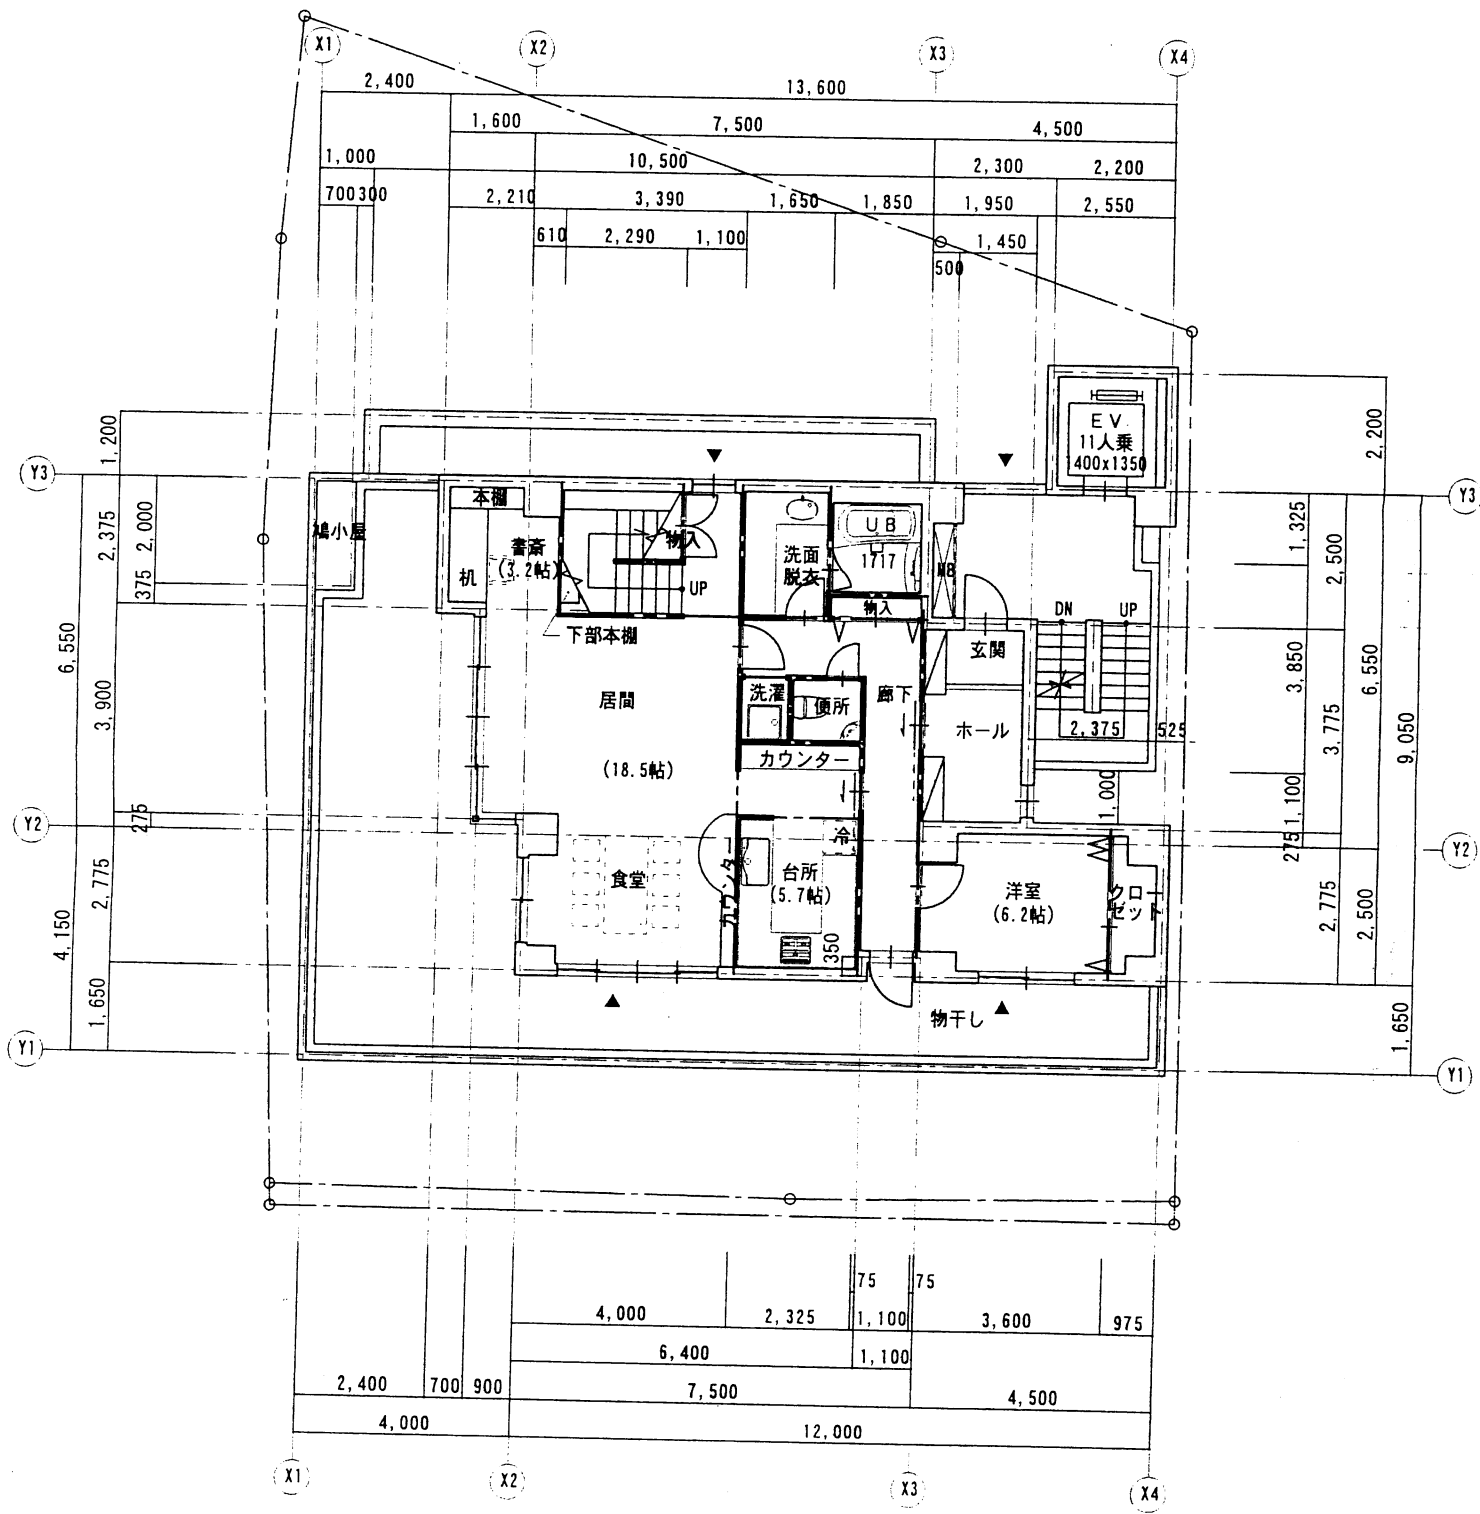 X1
X2
X3
X4
2,400
13,600
1,600
7,500
4,500
1,000
10,500
2,300
2,200
700
300
2,210
3,390
1,650
1,850
1,950
2,550
610
2,290
1,100
1,450
500
1,200
2,200
EV
11人乗
1400x1350
Y3
Y3
本棚
鳩小屋
書斎
(3.2帖)
机
物入
UP
下部本棚
洗面
脱衣
UB
1717
MB
物入
DN
UP
玄関
2,375
2,000
375
6,550
3,900
275
1,325
2,500
3,850
6,550
3,775
9,050
居間
(18.5帖)
洗濯
便所
廊下
ホール
2,375
525
カウンター
1,000
1,100
275
Y2
Y2
冷
食堂
カウンター
台所
(5.7帖)
350
洋室
(6.2帖)
クロー
ゼット
2,775
4,150
1,650
2,775
2,500
1,650
物干し
Y1
Y1
75
75
4,000
2,325
1,100
3,600
975
6,400
1,100
2,400
700
900
7,500
4,500
4,000
12,000
X1
X2
X3
X4